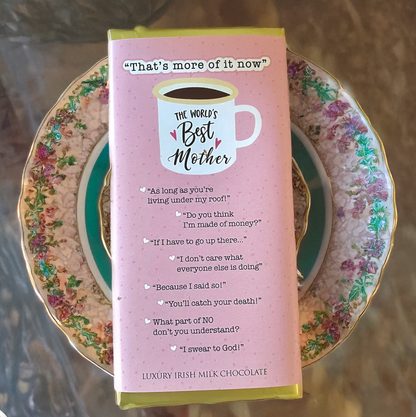 “That's more of it now”
THE WORLD'S
Best
Mother
“As long as you're
living under my roof!”
“Do you think
I'm made of money?”
“If I have to go up there...”
“I don't care what
everyone else is doing”
“Because I said so!”
“You'll catch your death!”
What part of NO
don't you understand?
“I swear to God!”
LUXURY IRISH MILK CHOCOLATE